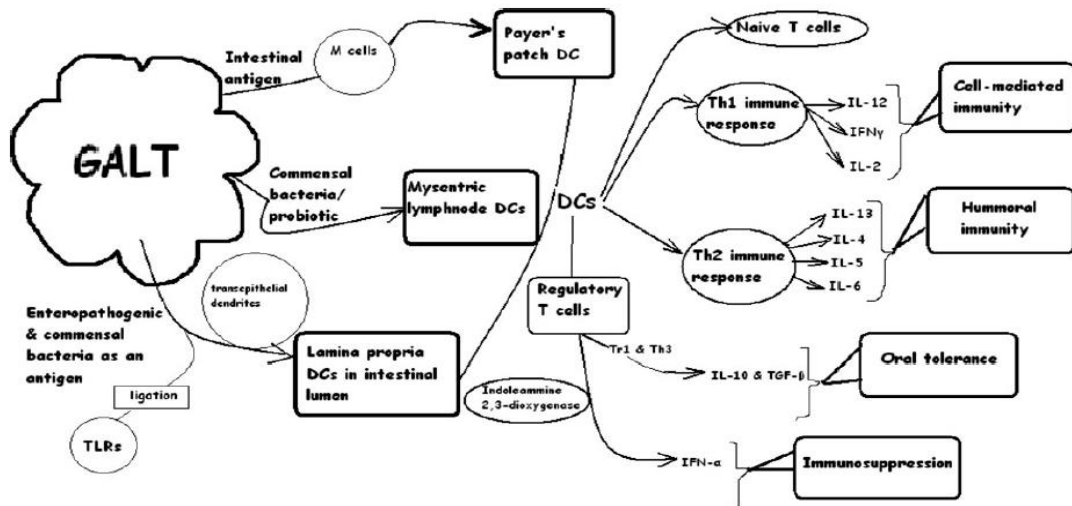 GALT
Intestinal
antigen
M cells
Payer's
patch DC
Commensal
bacteria/
probiotic
Mysentric
lymphnode DCs
transepithelial
dendrites
Enteropathogenic
& commensal
bacteria as an
antigen
ligation
TLRs
Lamina propria
DCs in intestinal
lumen
DCs
Naive T cells
Th1 immune
response
IL-12
IFNγ
IL-2
Cell-mediated
immunity
Th2 immune
response
IL-13
IL-4
IL-5
IL-6
Hummoral
immunity
Regulatory
T cells
Tr1 & Th3
IL-10 & TGF-β
Oral tolerance
Indoleammine
2,3-dioxygenase
IFN-α
Immunosuppression